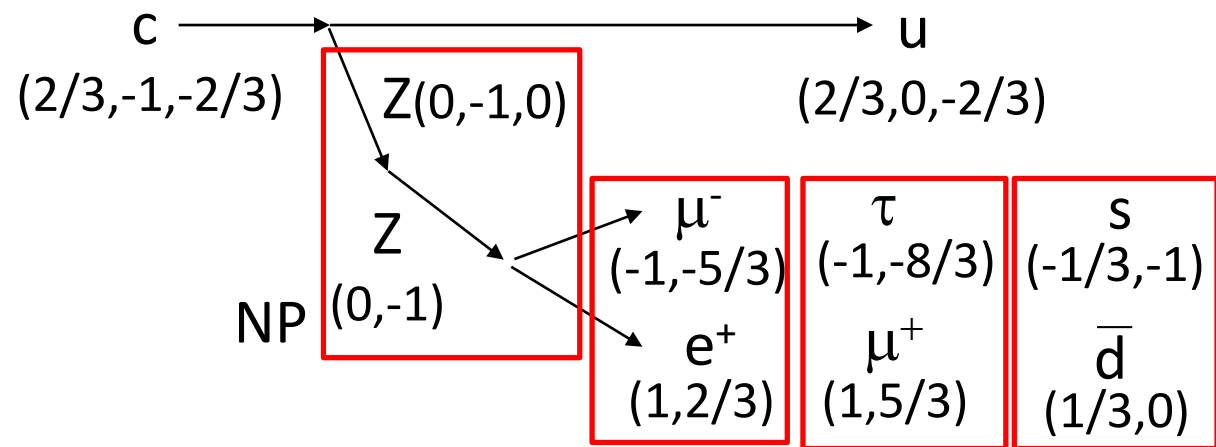 c
u
(2/3,-1,-2/3)
Z(0,-1,0)
(2/3,0,-2/3)
Z
(0,-1)
NP
μ-
(-1,-5/3)
e+
(1,2/3)
τ
(-1,-8/3)
μ+
(1,5/3)
s
(-1/3,-1)
d̅
(1/3,0)